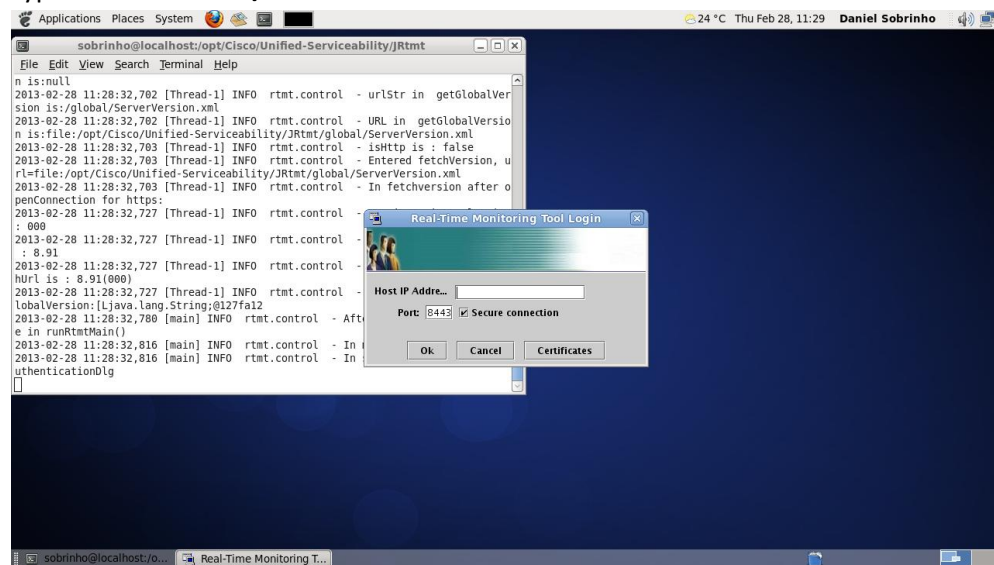 Applications Places System
24 °C Thu Feb 28, 11:29 Daniel Sobrinho
sobrinho@localhost:/opt/Cisco/Unified-Serviceability/JRtmt
File Edit View Search Terminal Help
n is:null
2013-02-28 11:28:32,702 [Thread-1] INFO rtmt.control - urlStr in getGlobalVer
sion is:/global/ServerVersion.xml
2013-02-28 11:28:32,702 [Thread-1] INFO rtmt.control - URL in getGlobalVersio
n is:file:/opt/Cisco/Unified-Serviceability/JRtmt/global/ServerVersion.xml
2013-02-28 11:28:32,703 [Thread-1] INFO rtmt.control - isHttp is : false
2013-02-28 11:28:32,703 [Thread-1] INFO rtmt.control - Entered fetchVersion, u
rl=file:/opt/Cisco/Unified-Serviceability/JRtmt/global/ServerVersion.xml
2013-02-28 11:28:32,703 [Thread-1] INFO rtmt.control - In fetchversion after o
penConnection for https:
2013-02-28 11:28:32,727 [Thread-1] INFO rtmt.control -
: 000
2013-02-28 11:28:32,727 [Thread-1] INFO rtmt.control -
: 8.91
2013-02-28 11:28:32,727 [Thread-1] INFO rtmt.control -
hUrl is : 8.91(000)
2013-02-28 11:28:32,727 [Thread-1] INFO rtmt.control -
lobalVersion:[Ljava.lang.String;@127fa12
2013-02-28 11:28:32,780 [main] INFO rtmt.control - Aft
e in runRtmtMain()
2013-02-28 11:28:32,816 [main] INFO rtmt.control - In
2013-02-28 11:28:32,816 [main] INFO rtmt.control - In
uthenticationDlg
Real-Time Monitoring Tool Login
Host IP Addre...
Port: 8443 Secure connection
Ok Cancel Certificates
sobrinho@localhost:/o... Real-Time Monitoring T...